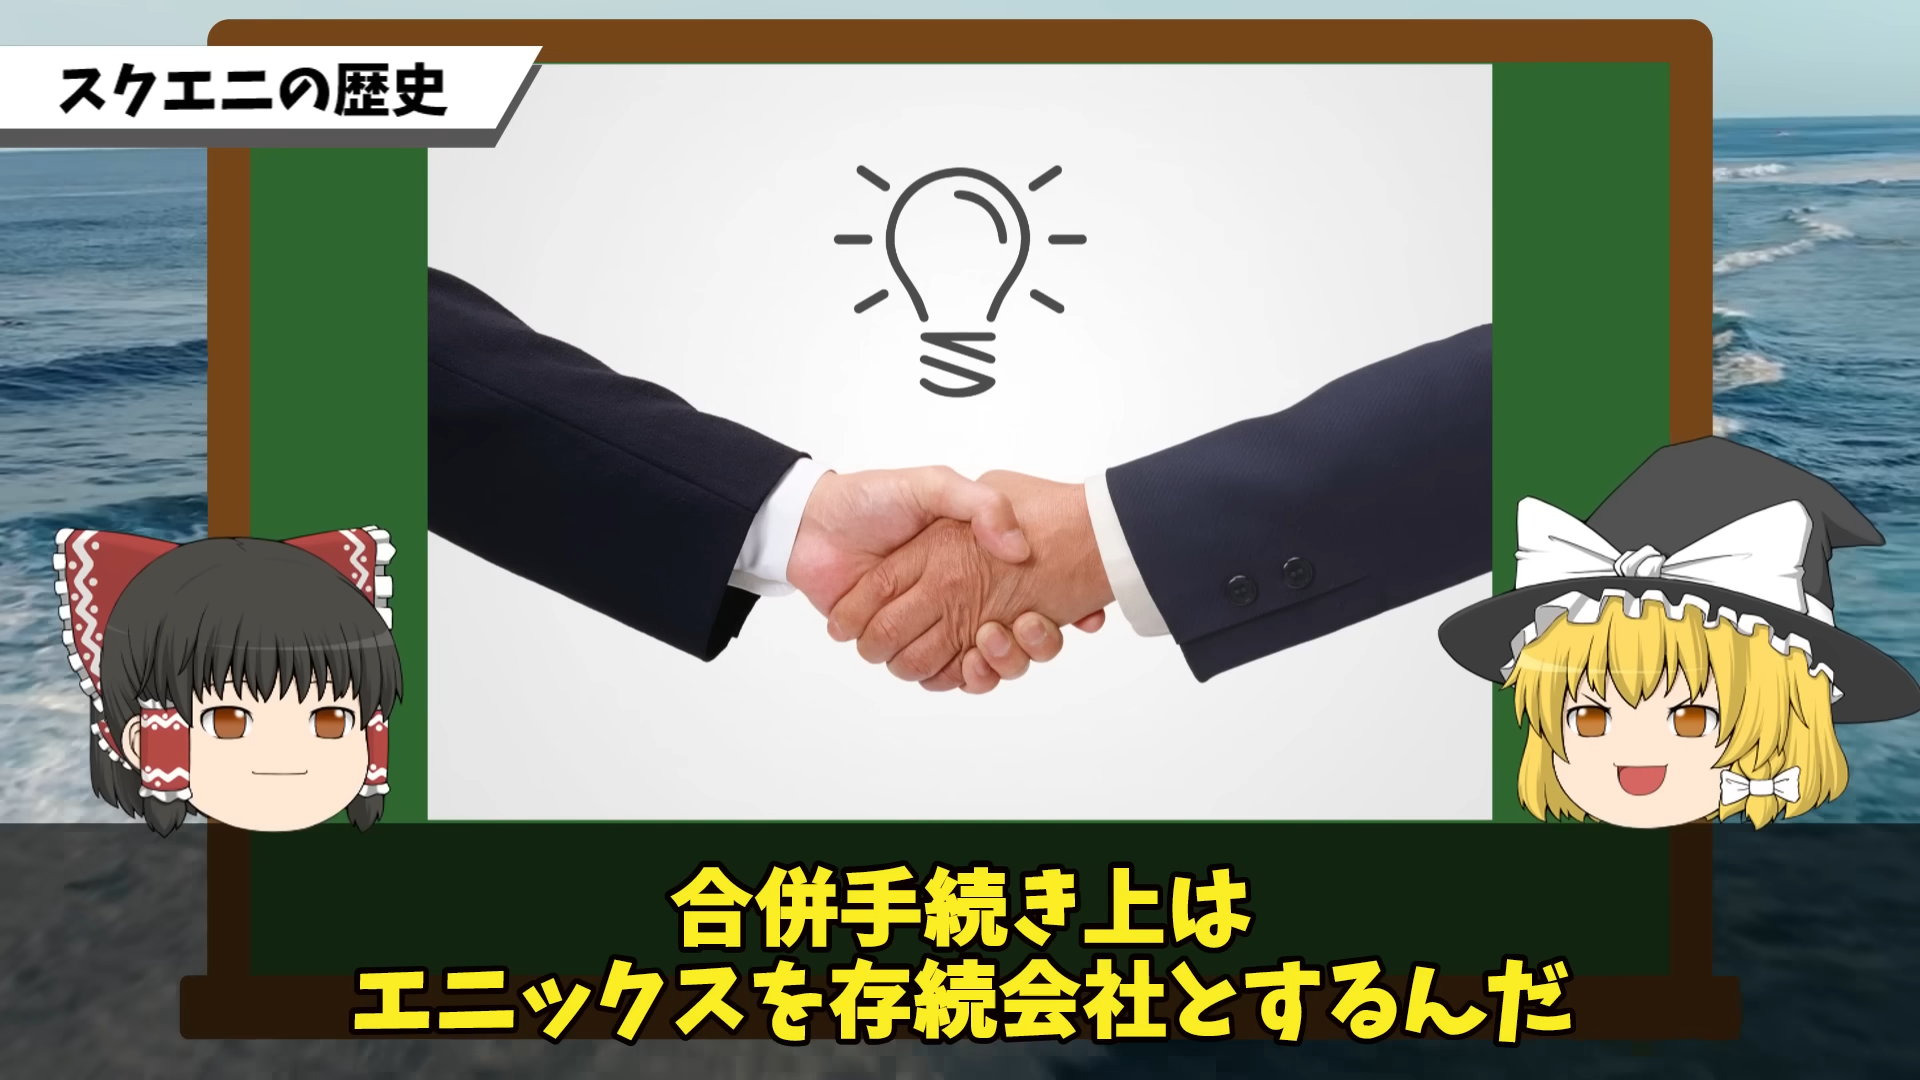 スクエニの歴史
合併手続き上は
エニックスを存続会社とするんだ